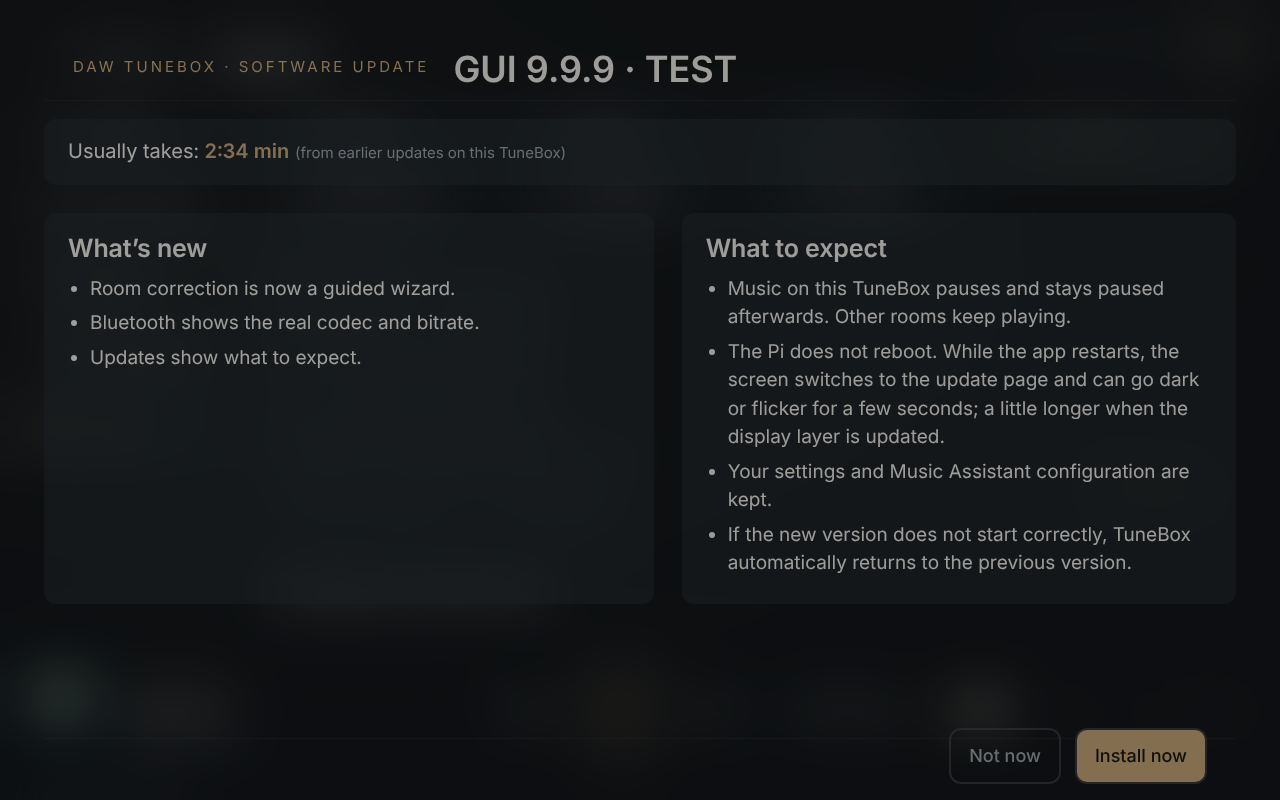 DAW TUNEBOX · SOFTWARE UPDATE GUI 9.9.9 · TEST
Usually takes: 2:34 min (from earlier updates on this TuneBox)
What’s new
• Room correction is now a guided wizard.
• Bluetooth shows the real codec and bitrate.
• Updates show what to expect.
What to expect
• Music on this TuneBox pauses and stays paused
afterwards. Other rooms keep playing.
• The Pi does not reboot. While the app restarts, the
screen switches to the update page and can go dark
or flicker for a few seconds; a little longer when the
display layer is updated.
• Your settings and Music Assistant configuration are
kept.
• If the new version does not start correctly, TuneBox
automatically returns to the previous version.
Not now
Install now